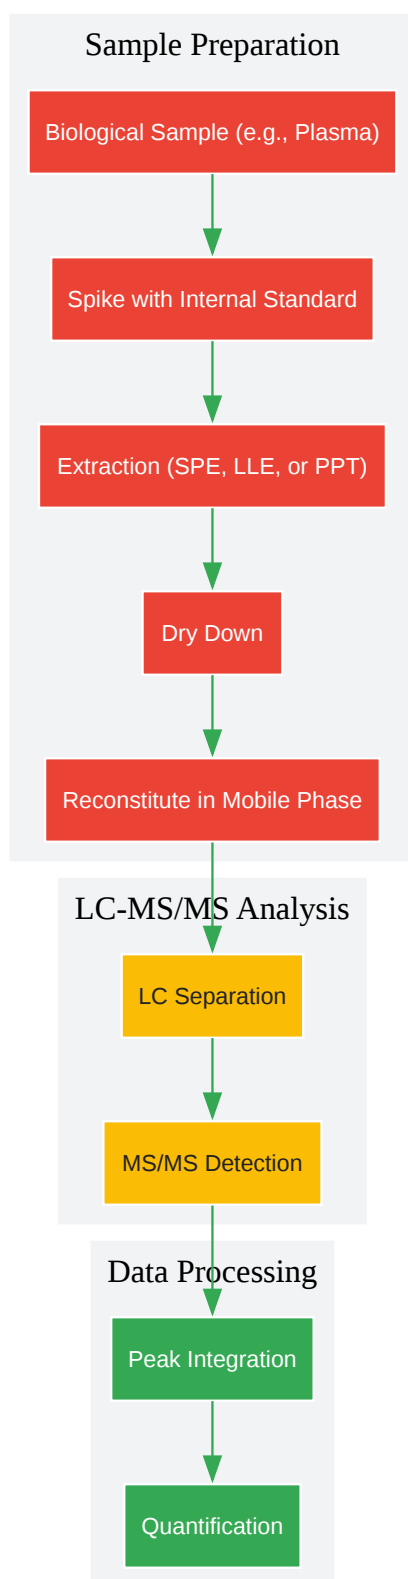 Sample Preparation
Biological Sample (e.g., Plasma)
Spike with Internal Standard
Extraction (SPE, LLE, or PPT)
Dry Down
Reconstitute in Mobile Phase
LC-MS/MS Analysis
LC Separation
MS/MS Detection
Data Processing
Peak Integration
Quantification